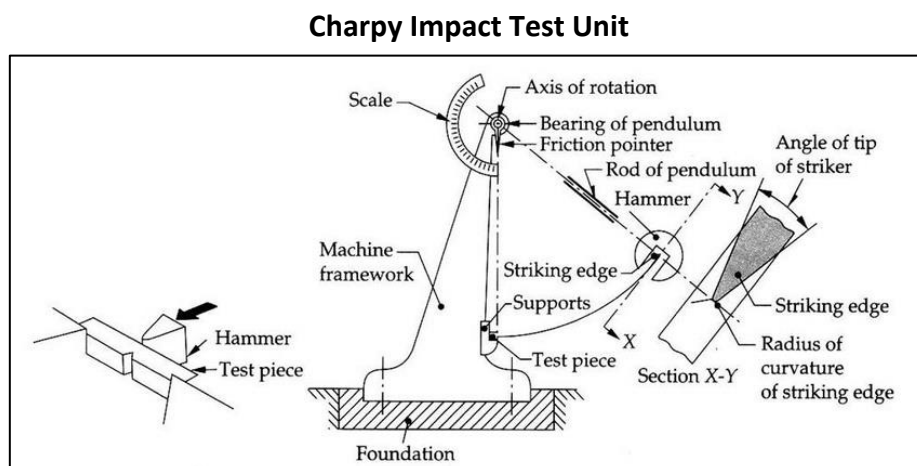 Charpy Impact Test Unit
Scale
Axis of rotation
Bearing of pendulum
Friction pointer
Rod of pendulum
Hammer
Angle of tip
of striker
Y
Machine
framework
Striking edge
Supports
X
Test piece
Striking edge
Radius of
curvature
of striking edge
Section X-Y
Hammer
Test piece
Foundation